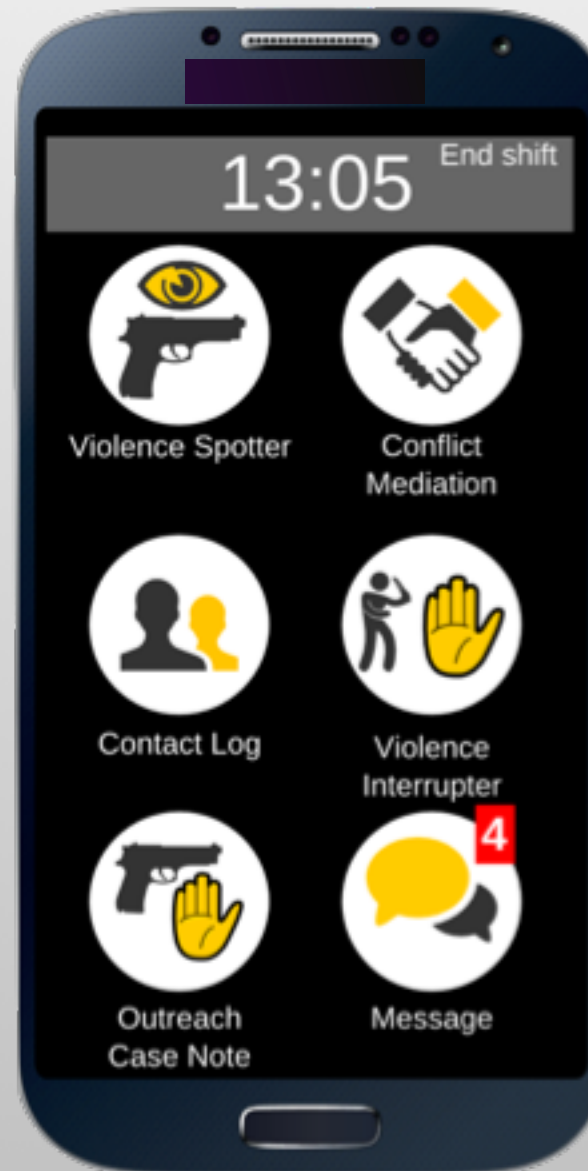 13:05
End shift
Violence Spotter
Conflict
Mediation
Contact Log
Violence
Interrupter
4
Outreach
Case Note
Message